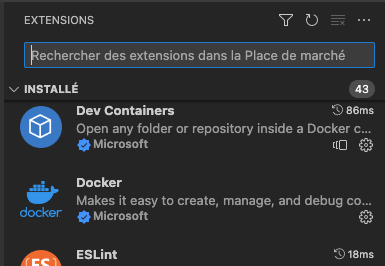 EXTENSIONS
Rechercher des extensions dans la Place de marché
INSTALLÉ 43
Dev Containers 86ms
Open any folder or repository inside a Docker c...
Microsoft
Docker
Makes it easy to create, manage, and debug co...
docker
Microsoft
ESLint 18ms